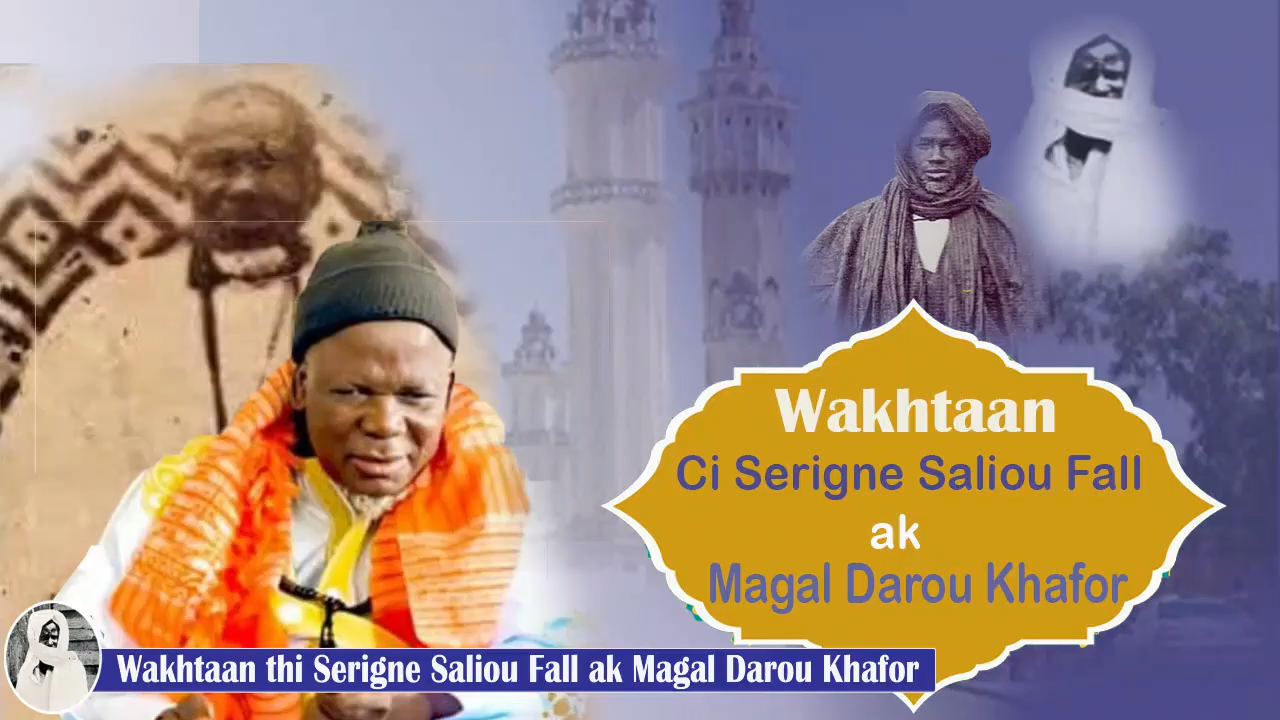 Wakhtaan
Ci Serigne Saliou Fall
ak
Magal Darou Khafor
Wakhtaan thi Serigne Saliou Fall ak Magal Darou Khafor